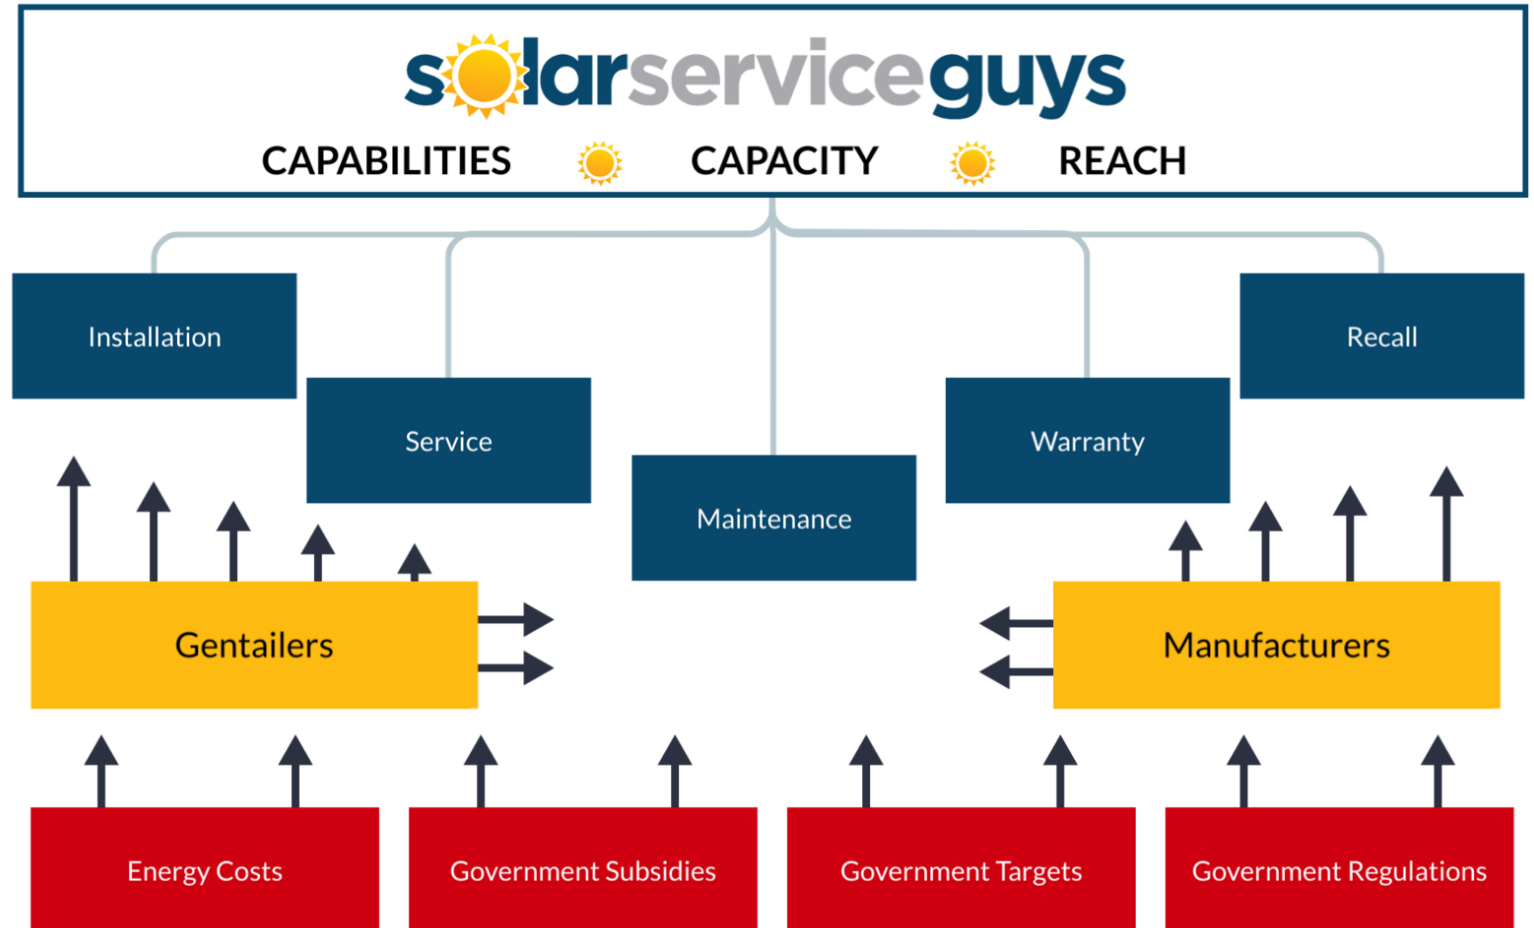 solarserviceguys
CAPABILITIES CAPACITY REACH
Installation
Recall
Service
Warranty
Maintenance
Gentailers
Manufacturers
Energy Costs
Government Subsidies
Government Targets
Government Regulations